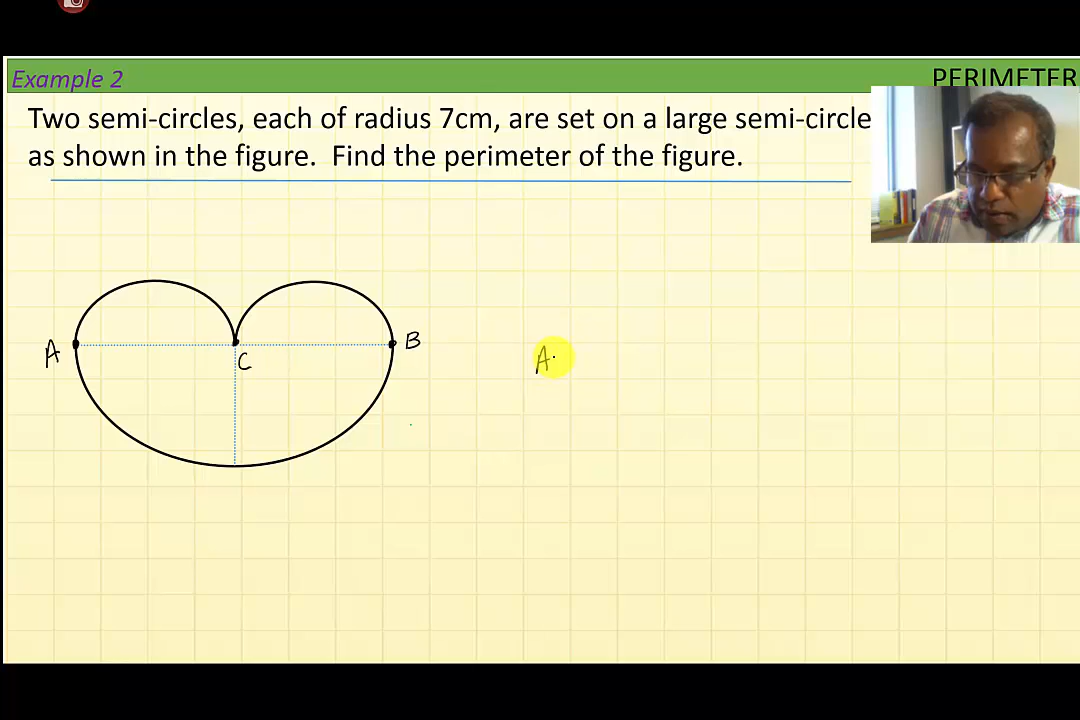 Example 2
PERIMETER
Two semi-circles, each of radius 7cm, are set on a large semi-circle
as shown in the figure. Find the perimeter of the figure.
A
B
C
A